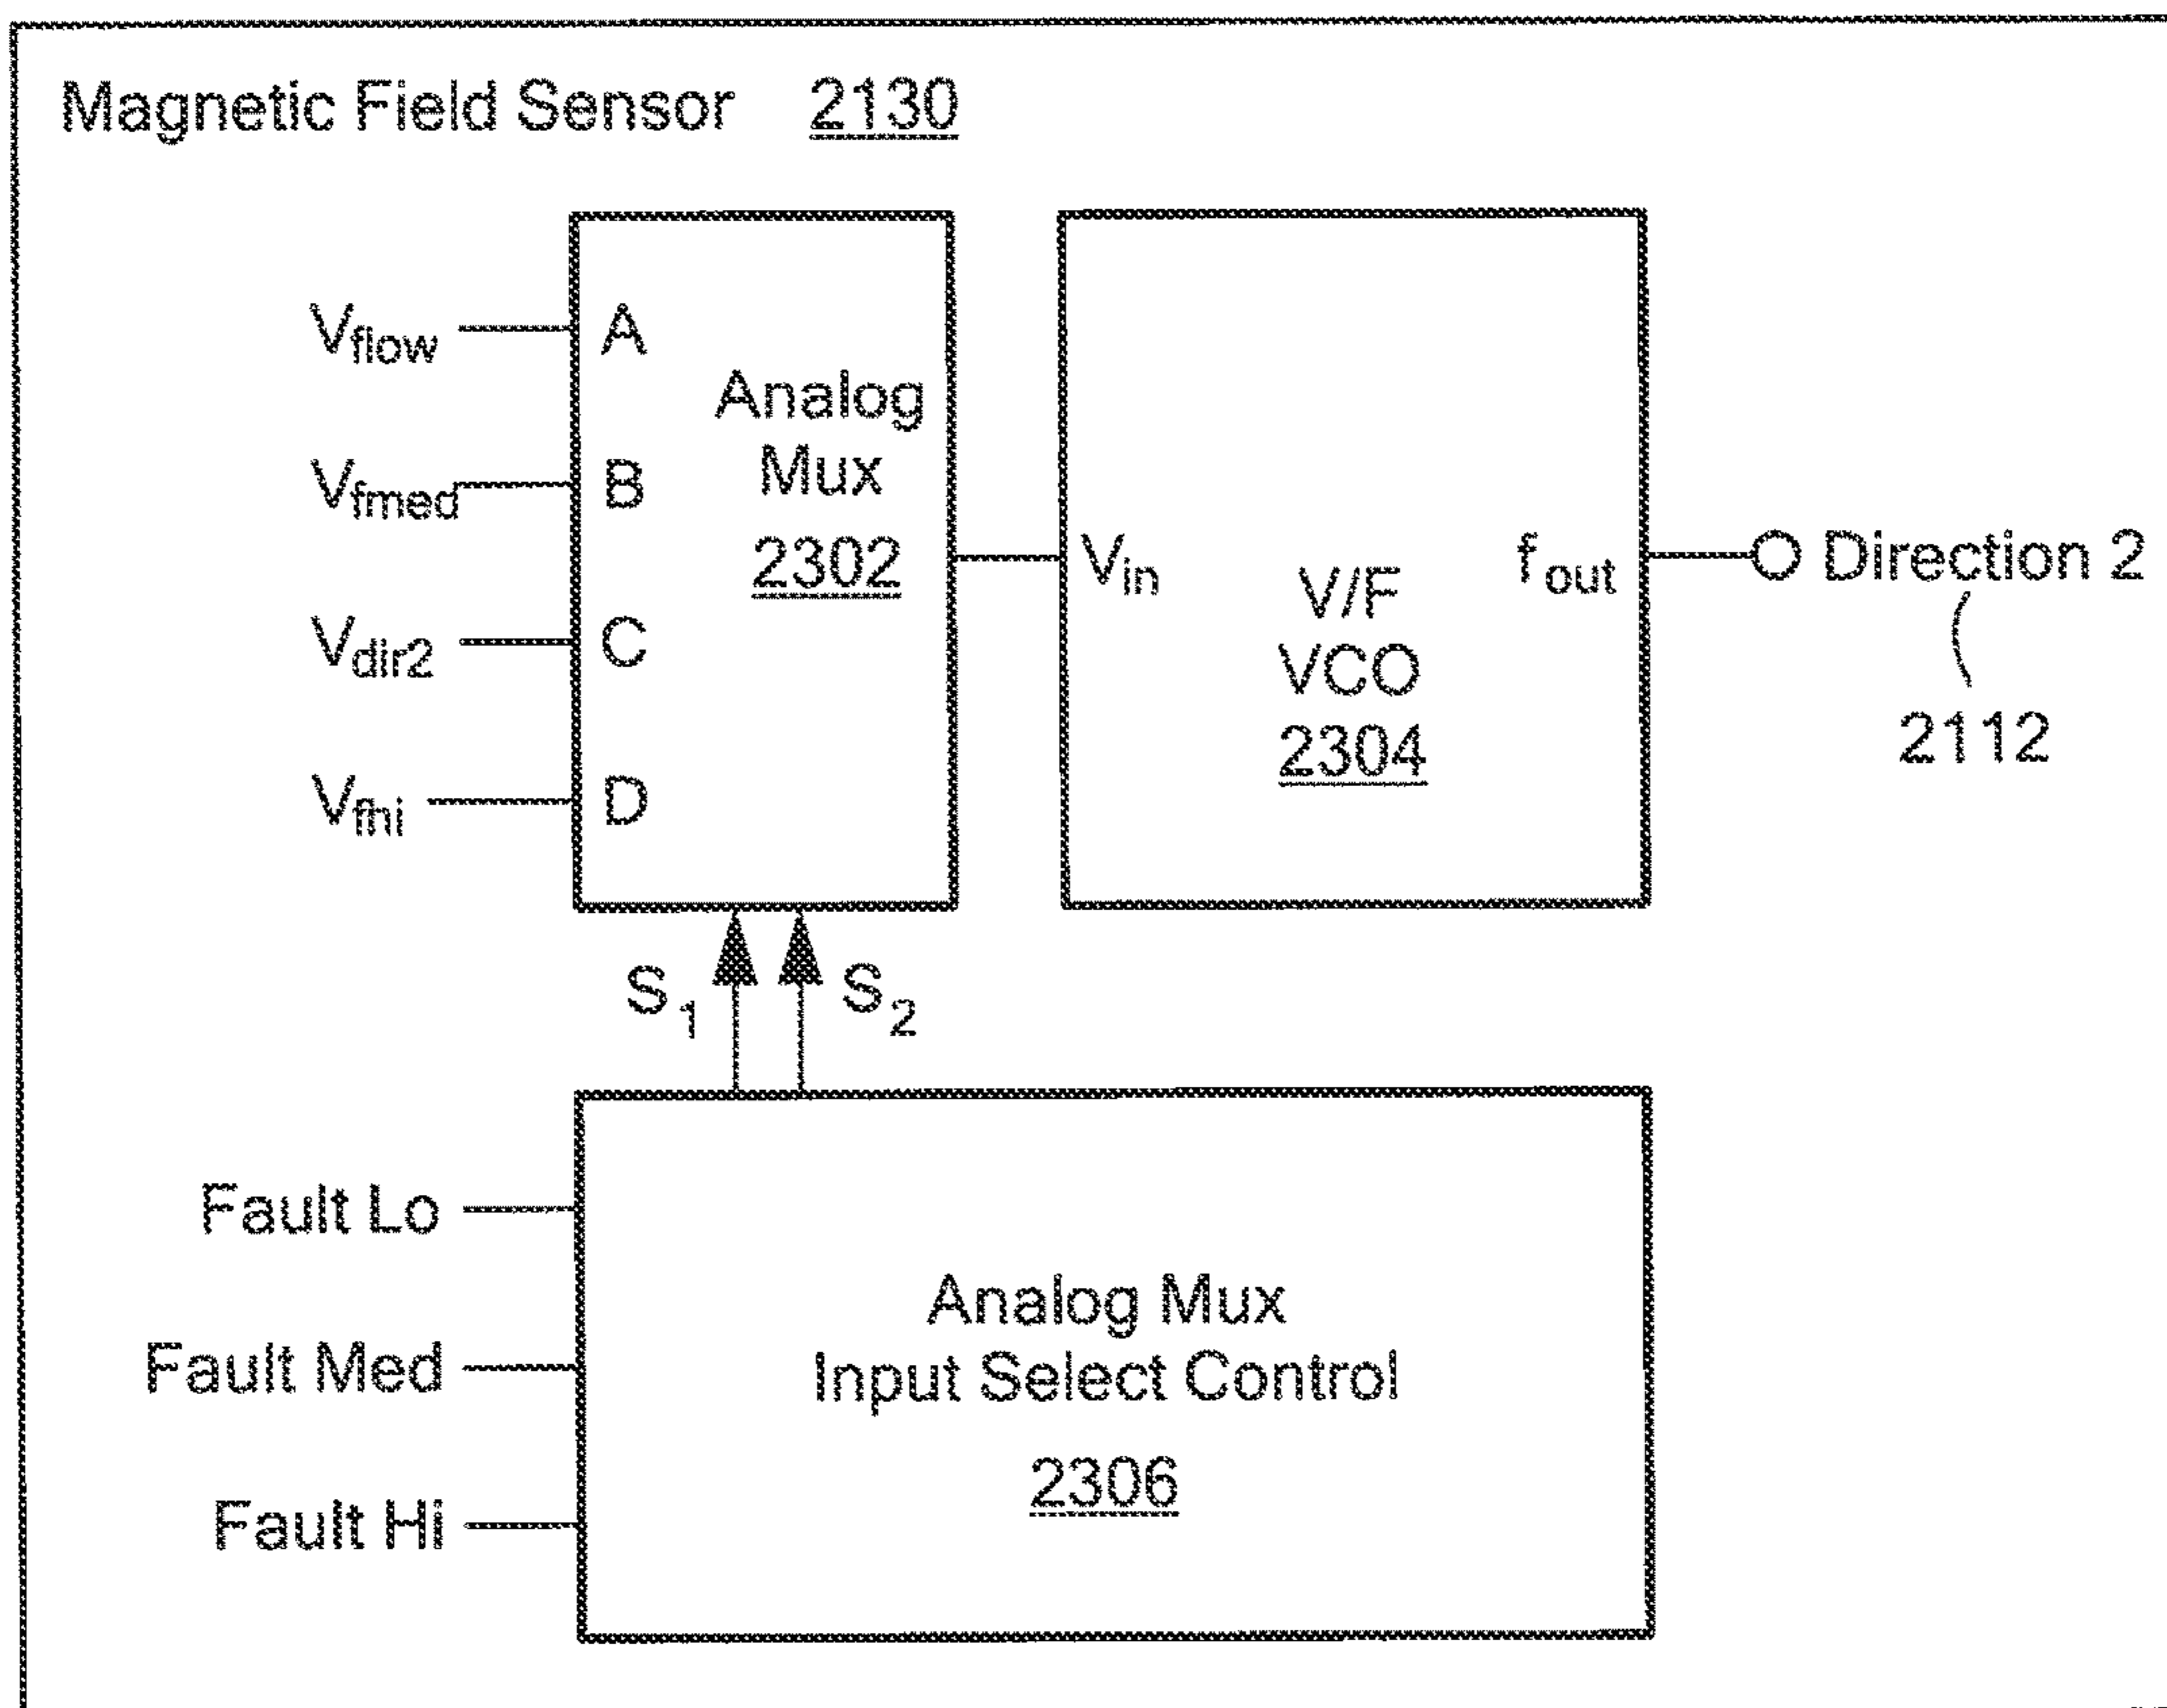 Magnetic Field Sensor 2130
Vflow
A
Analog
Mux
2302
Vfmed
B
Vdir2
C
Vfhi
D
Vin
V/F
VCO
2304
fout
Direction 2
2112
S1
S2
Fault Lo
Fault Med
Fault Hi
Analog Mux
Input Select Control
2306